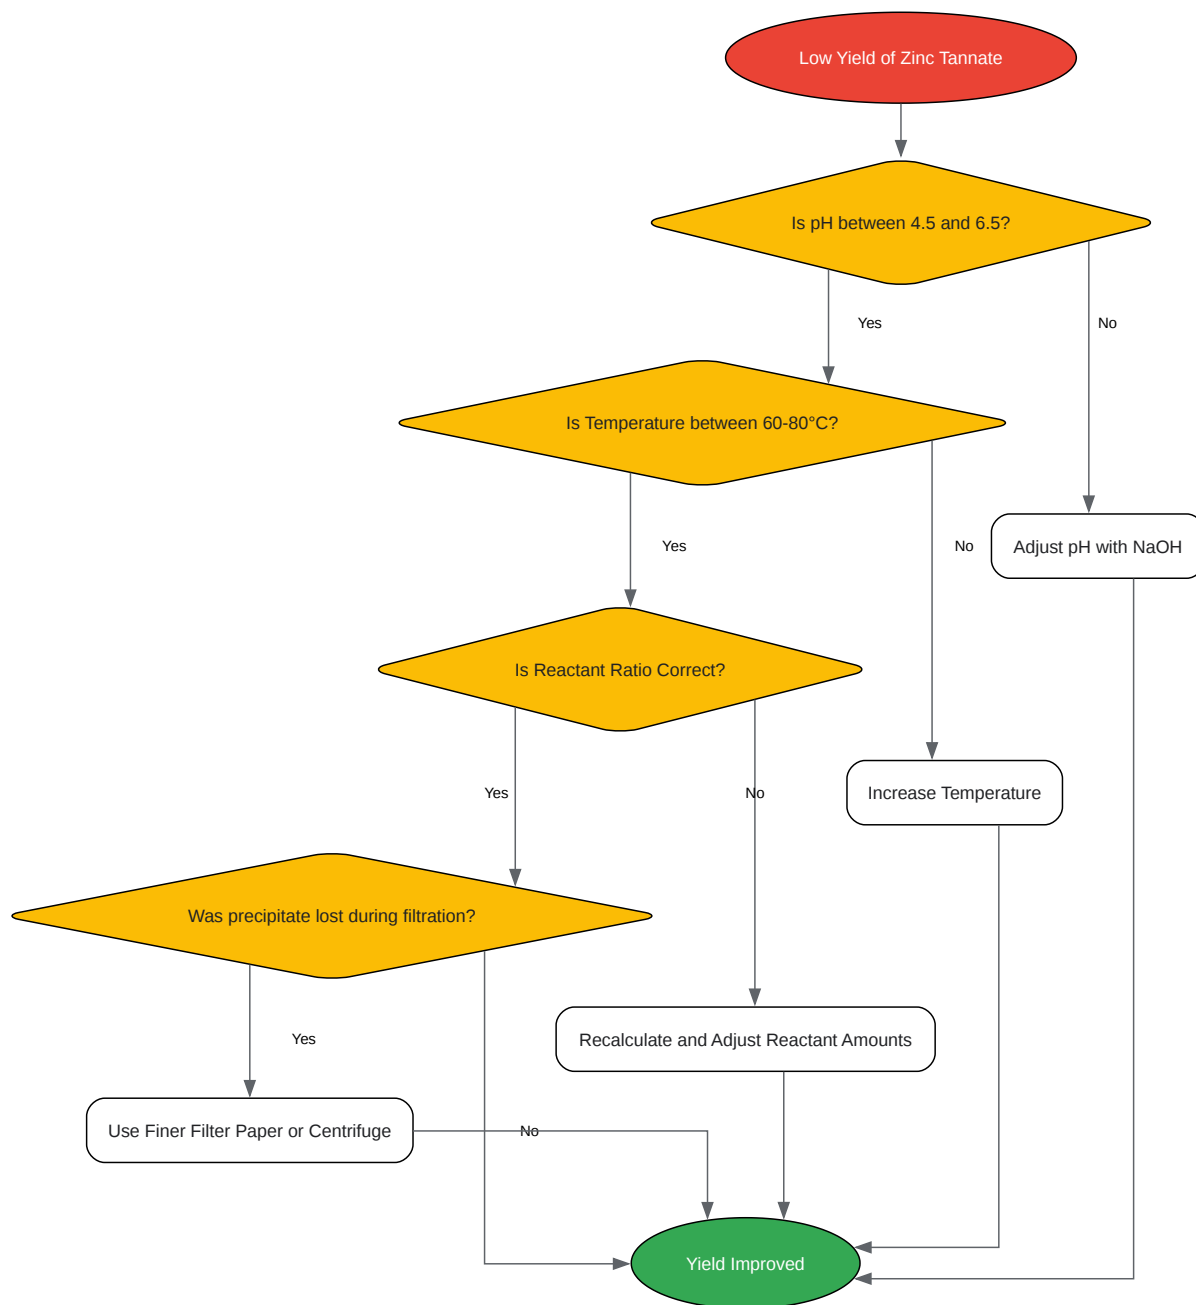 Low Yield of Zinc Tannate
Is pH between 4.5 and 6.5?
Yes
No
Is Temperature between 60-80°C?
Yes
No
Adjust pH with NaOH
Is Reactant Ratio Correct?
Yes
No
Increase Temperature
Was precipitate lost during filtration?
Yes
Recalculate and Adjust Reactant Amounts
Use Finer Filter Paper or Centrifuge
No
Yield Improved